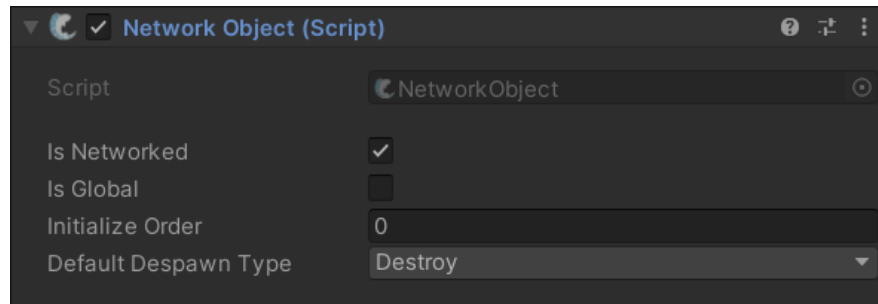 Network Object (Script)
Script NetworkObject
Is Networked
Is Global
Initialize Order 0
Default Despawn Type Destroy